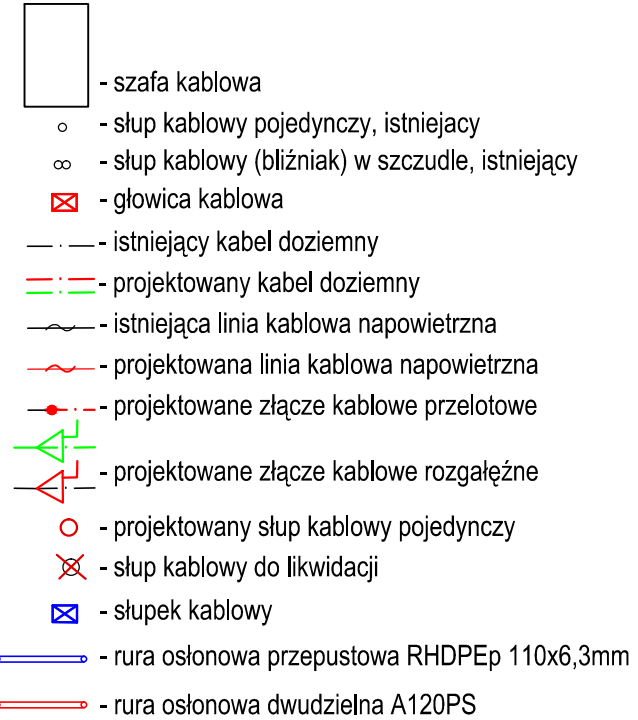 - szafa kablowa
- słup kablowy pojedynczy, istniejacy
- słup kablowy (bliźniak) w szczudle, istniejący
- głowica kablowa
- istniejący kabel doziemny
- projektowany kabel doziemny
- istniejąca linia kablowa napowietrzna
- projektowana linia kablowa napowietrzna
- projektowane złącze kablowe przelotowe
- projektowane złącze kablowe rozgałęźne
- projektowany słup kablowy pojedynczy
- słup kablowy do likwidacji
- słupek kablowy
- rura osłonowa przepustowa RHDPEp 110x6,3mm
- rura osłonowa dwudzielna A120PS